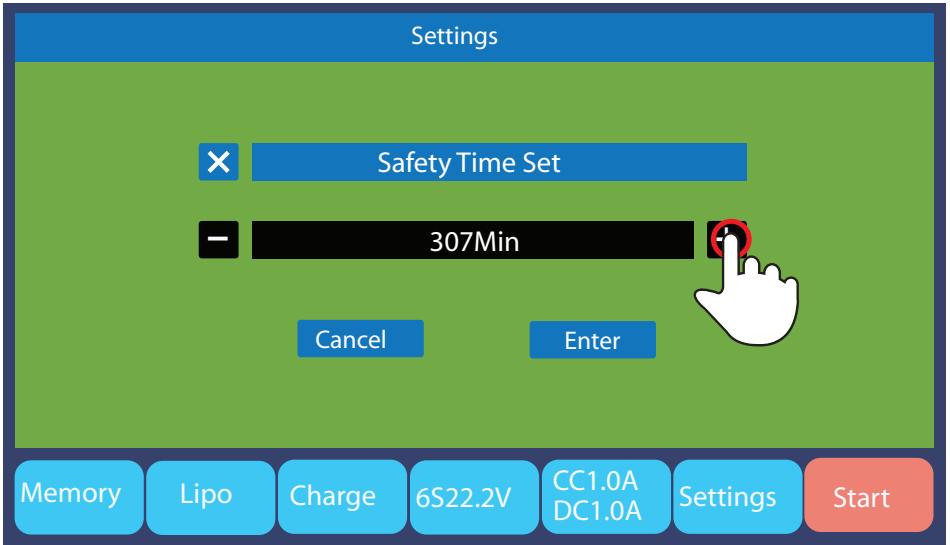 Settings
Safety Time Set
307Min
Cancel
Enter
Memory
Lipo
Charge
6S22.2V
CC1.0A
DC1.0A
Settings
Start